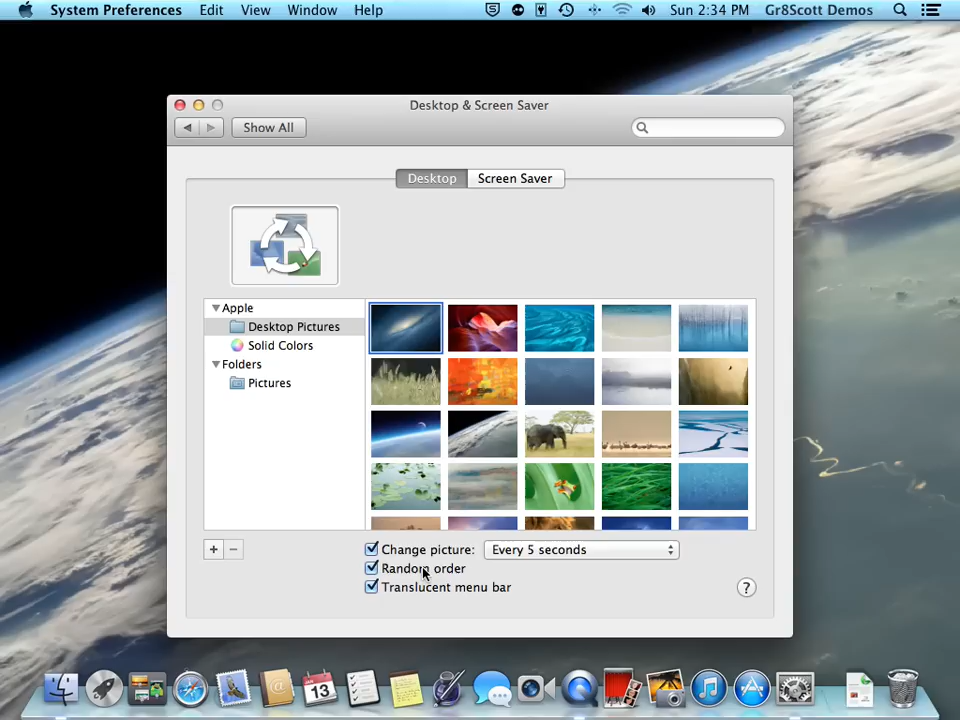 System Preferences Edit View Window Help Sun 2:34 PM Gr8Scott Demos
Desktop & Screen Saver
Show All
Desktop Screen Saver
Apple
Desktop Pictures
Solid Colors
Folders
Pictures
+ −
Change picture: Every 5 seconds
Random order
Translucent menu bar
?
13